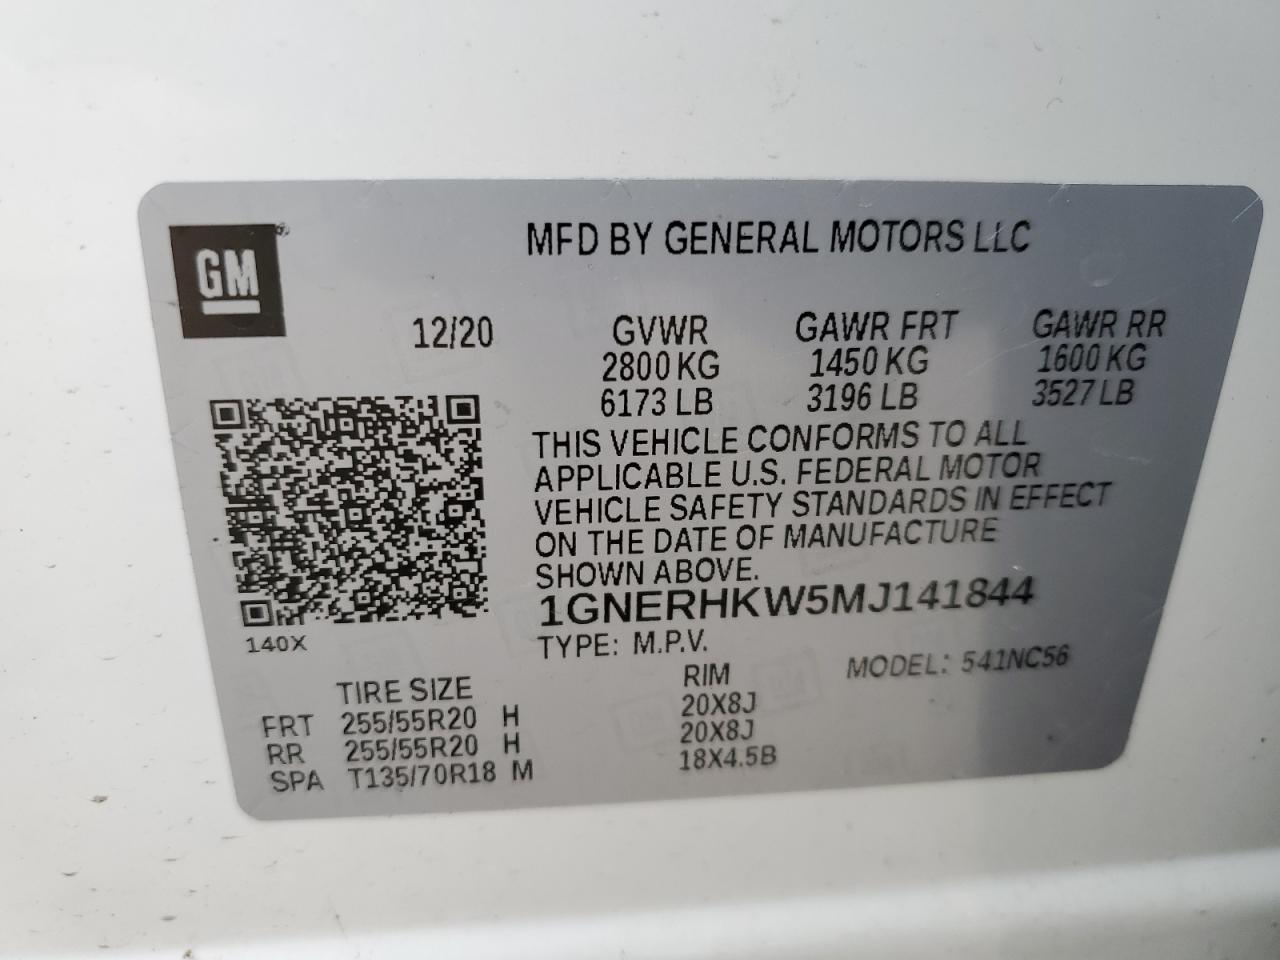 GM
MFD BY GENERAL MOTORS LLC
12/20 GVWR GAWR FRT GAWR RR
2800 KG 1450 KG 1600 KG
6173 LB 3196 LB 3527 LB
THIS VEHICLE CONFORMS TO ALL
APPLICABLE U.S. FEDERAL MOTOR
VEHICLE SAFETY STANDARDS IN EFFECT
ON THE DATE OF MANUFACTURE
SHOWN ABOVE.
1GNERHKW5MJ141844
140X
TYPE: M.P.V. MODEL: 541NC56
TIRE SIZE RIM
FRT 255/55R20 H 20X8J
RR 255/55R20 H 20X8J
SPA T135/70R18 M 18X4.5B